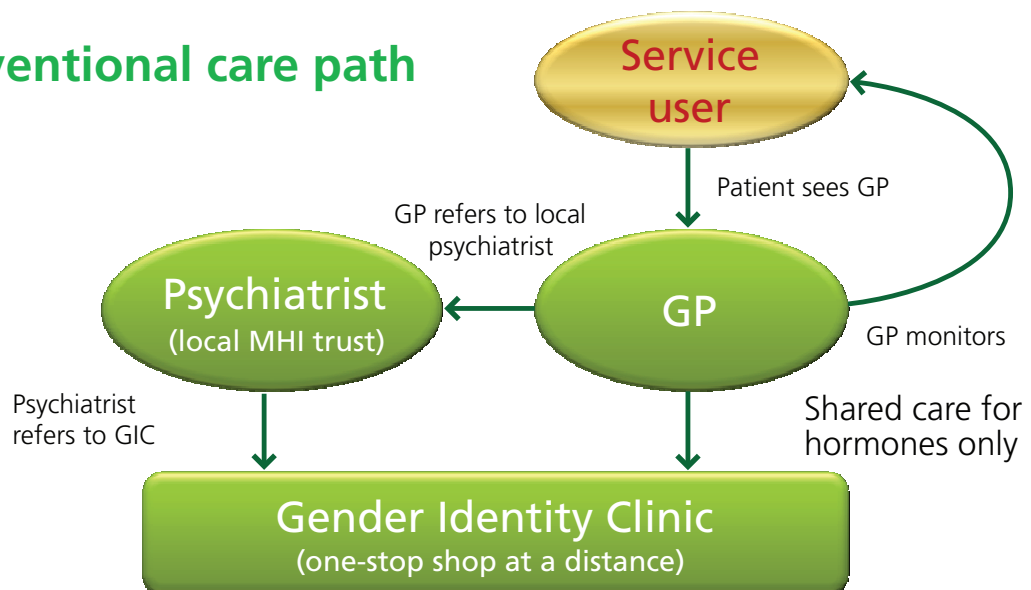 ventional care path
Service
user
Patient sees GP
GP refers to local
psychiatrist
Psychiatrist
(local MHI trust)
GP
GP monitors
Psychiatrist
refers to GIC
Shared care for
hormones only
Gender Identity Clinic
(one-stop shop at a distance)